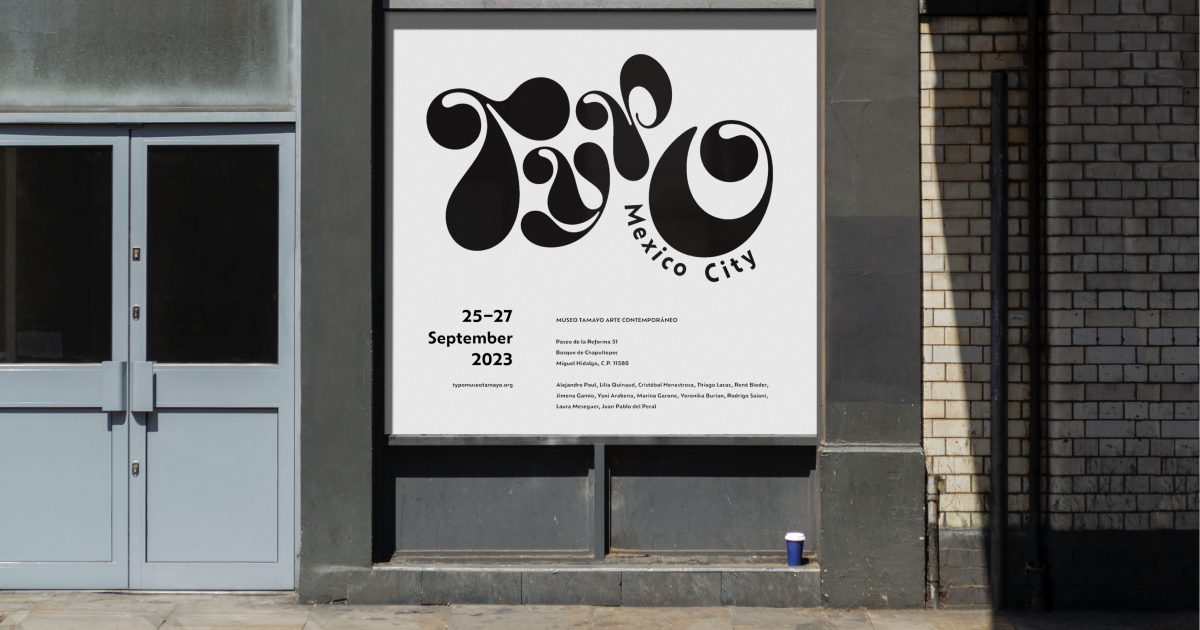 Typo
Mexico City
25–27
September
2023
typomuseotamayo.org
MUSEO TAMAYO ARTE CONTEMPORÁNEO
Paseo de la Reforma 51
Bosque de Chapultepec
Miguel Hidalgo, C.P. 11580
Alejandro Paul, Lilia Quinaud, Cristóbal Henestrosa, Thiago Lacaz, René Bieder,
Jimena Gamio, Yani Arabena, Marina Garone, Veronika Burian, Rodrigo Saiani,
Laura Meseguer, Juan Pablo del Peral